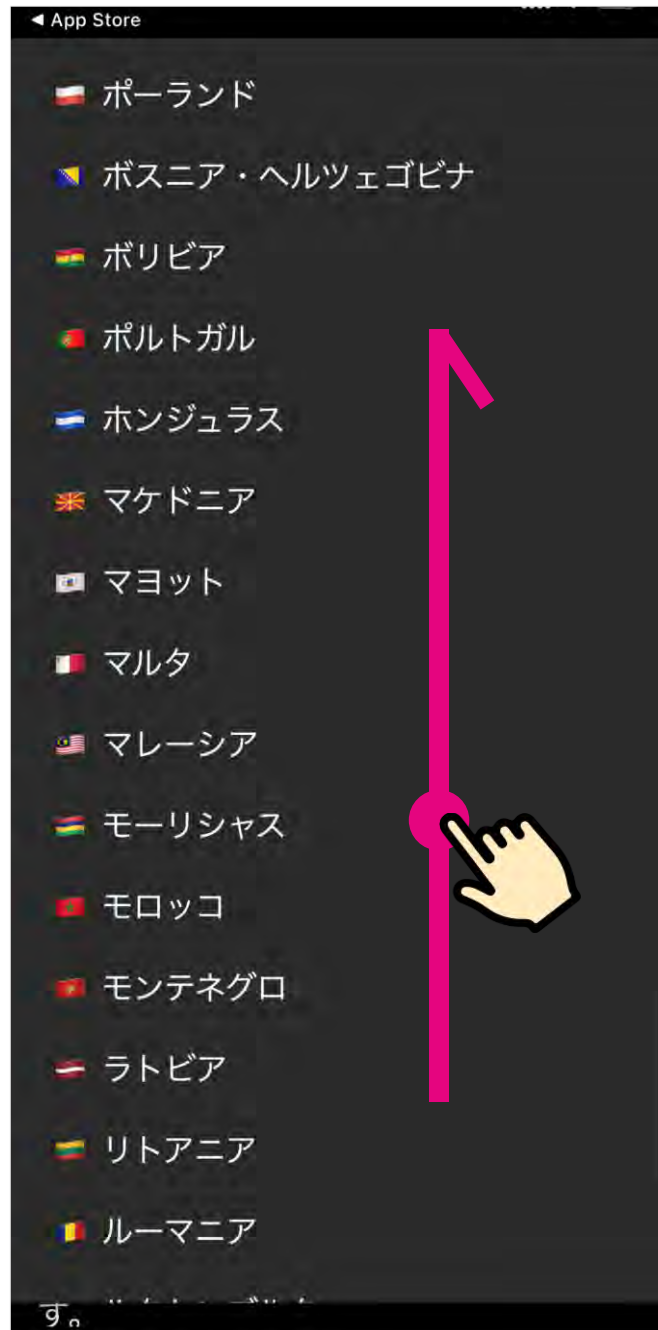 ◀ App Store
ポーランド
ボスニア・ヘルツェゴビナ
ボリビア
ポルトガル
ホンジュラス
マケドニア
マヨット
マルタ
マレーシア
モーリシャス
モロッコ
モンテネグロ
ラトビア
リトアニア
ルーマニア
す。